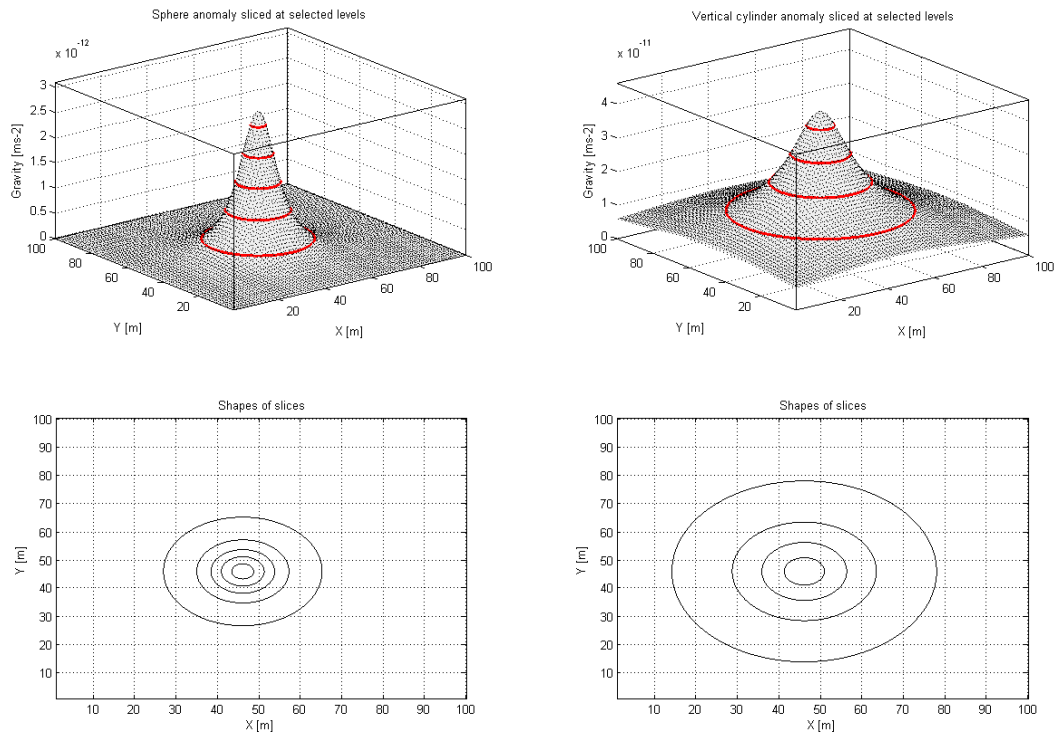 Sphere anomaly sliced at selected levels
x 10-12
3
2.5
2
1.5
1
0.5
0
Gravity [ms-2]
100
80
60
40
20
Y [m]
20
40
60
80
100
X [m]
Vertical cylinder anomaly sliced at selected levels
x 10-11
4
3
2
1
0
Gravity [ms-2]
100
80
60
40
20
Y [m]
20
40
60
80
100
X [m]
Shapes of slices
100
90
80
70
60
50
40
30
20
10
Y [m]
10 20 30 40 50 60 70 80 90 100
X [m]
Shapes of slices
100
90
80
70
60
50
40
30
20
10
Y [m]
10 20 30 40 50 60 70 80 90 100
X [m]